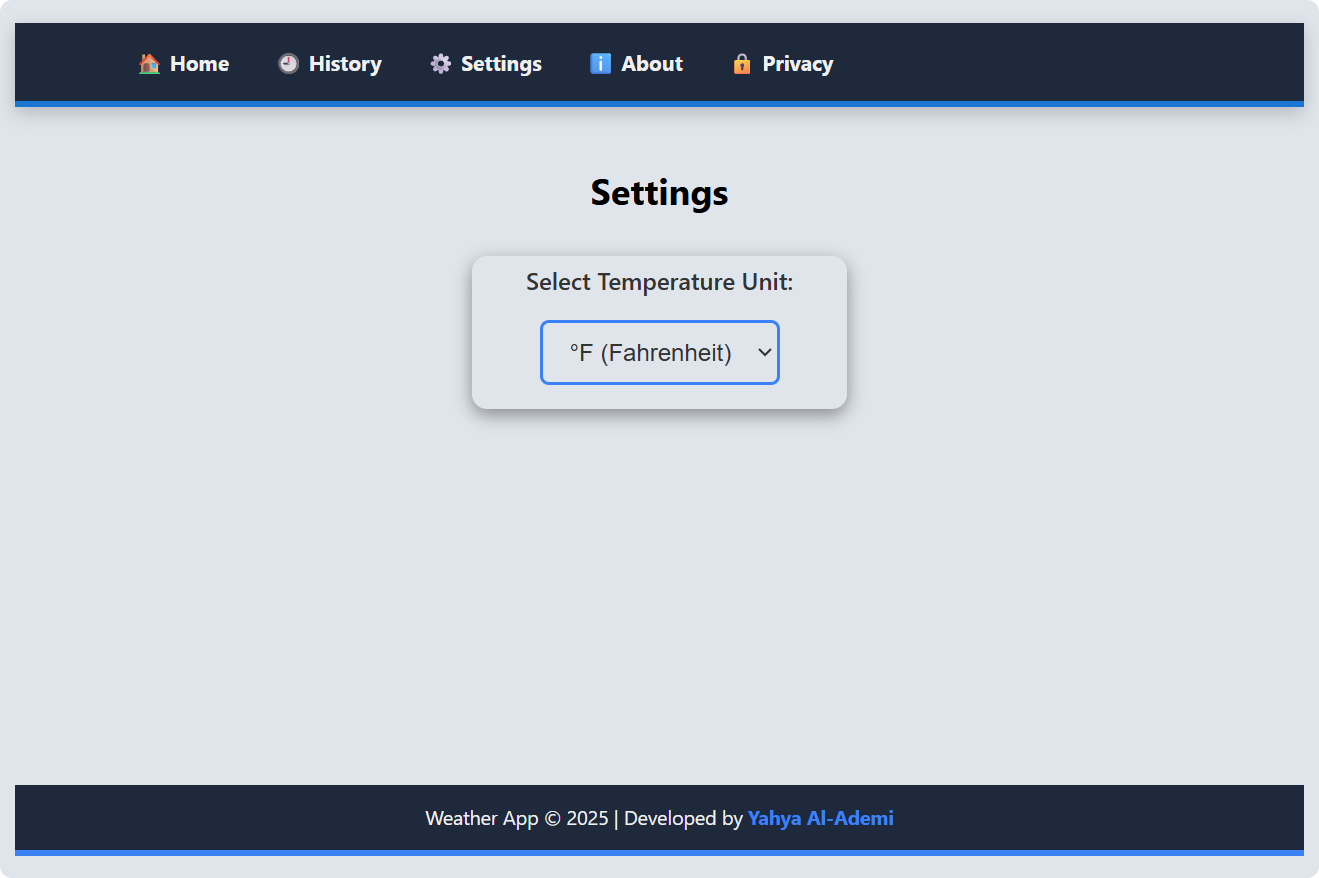 Home History Settings About Privacy
Settings
Select Temperature Unit:
°F (Fahrenheit)
Weather App © 2025 | Developed by Yahya Al-Ademi